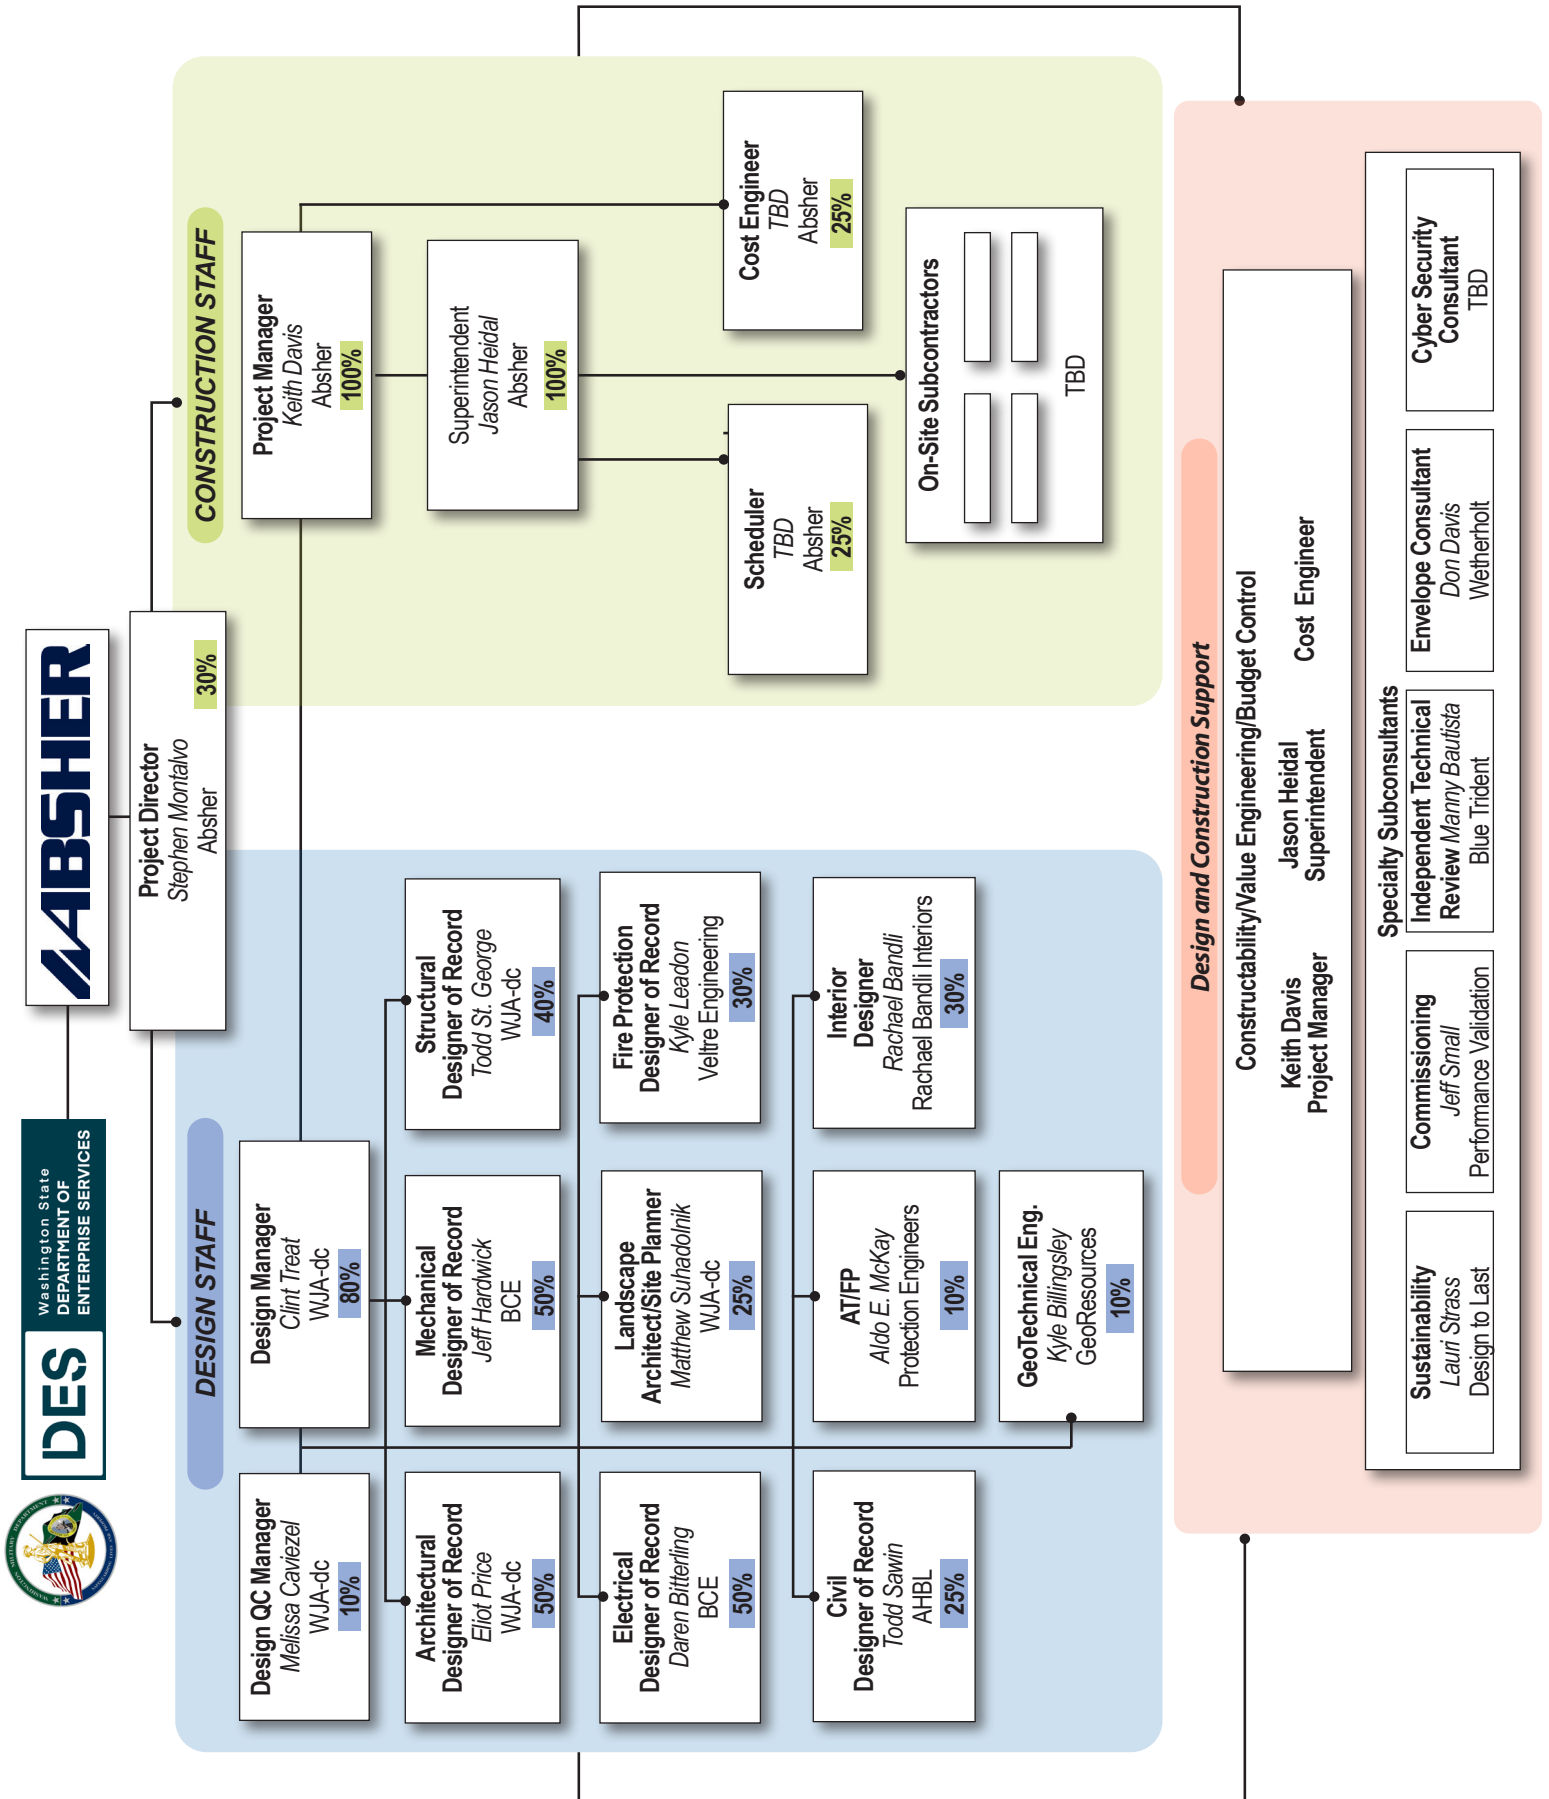 Washington State
DEPARTMENT OF
ENTERPRISE SERVICES
DES
ABSHER
Project Director
Stephen Montalvo
Absher
30%
DESIGN STAFF
Design QC Manager
Melissa Caviezel
WJA-dc
10%
Design Manager
Clint Treat
WJA-dc
80%
Architectural
Designer of Record
Eliot Price
WJA-dc
50%
Mechanical
Designer of Record
Jeff Hardwick
BCE
50%
Structural
Designer of Record
Todd St. George
WJA-dc
40%
Electrical
Designer of Record
Daren Bitterling
BCE
50%
Landscape
Architect/Site Planner
Matthew Suhadolnik
WJA-dc
25%
Fire Protection
Designer of Record
Kyle Leadon
Veltre Engineering
30%
Civil
Designer of Record
Todd Sawin
AHBL
25%
AT/FP
Aldo E. McKay
Protection Engineers
10%
Interior
Designer
Rachael Bandli
Rachael Bandli Interiors
30%
GeoTechnical Eng.
Kyle Billingsley
GeoResources
10%
CONSTRUCTION STAFF
Project Manager
Keith Davis
Absher
100%
Superintendent
Jason Heidal
Absher
100%
Scheduler
TBD
Absher
25%
Cost Engineer
TBD
Absher
25%
On-Site Subcontractors
TBD
Design and Construction Support
Constructability/Value Engineering/Budget Control
Keith Davis
Project Manager
Jason Heidal
Superintendent
Cost Engineer
Specialty Subconsultants
Sustainability
Lauri Strass
Design to Last
Commissioning
Jeff Small
Performance Validation
Independent Technical
Review Manny Bautista
Blue Trident
Envelope Consultant
Don Davis
Wetherholt
Cyber Security
Consultant
TBD